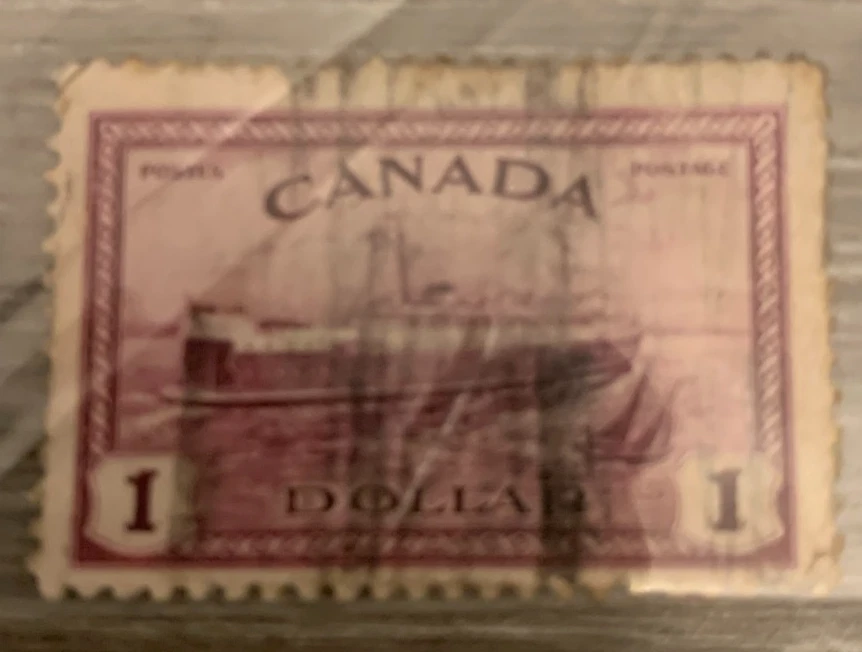 POSTES POSTAGE
CANADA
DOLLAR
1 1